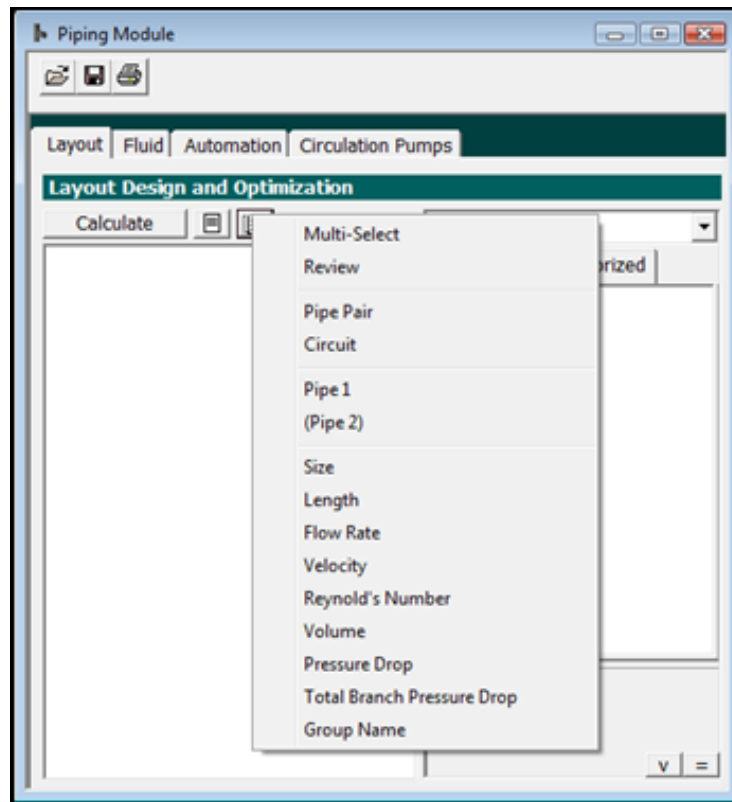 Piping Module
Layout Fluid Automation Circulation Pumps
Layout Design and Optimization
Calculate
Multi-Select
Review
Pipe Pair
Circuit
Pipe 1
(Pipe 2)
Size
Length
Flow Rate
Velocity
Reynold's Number
Volume
Pressure Drop
Total Branch Pressure Drop
Group Name
v =